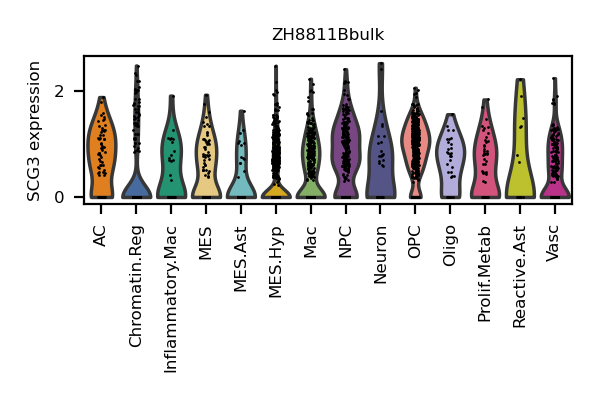 ZH8811Bbulk
SCG3 expression
2
0
AC
Chromatin.Reg
Inflammatory.Mac
MES
MES.Ast
MES.Hyp
Mac
NPC
Neuron
OPC
Oligo
Prolif.Metab
Reactive.Ast
Vasc